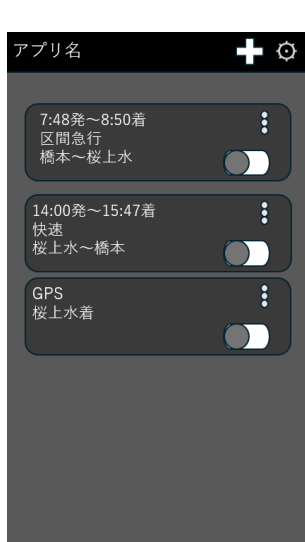 アプリ名
7:48発～8:50着
区間急行
橋本～桜上水
14:00発～15:47着
快速
桜上水～橋本
GPS
桜上水着